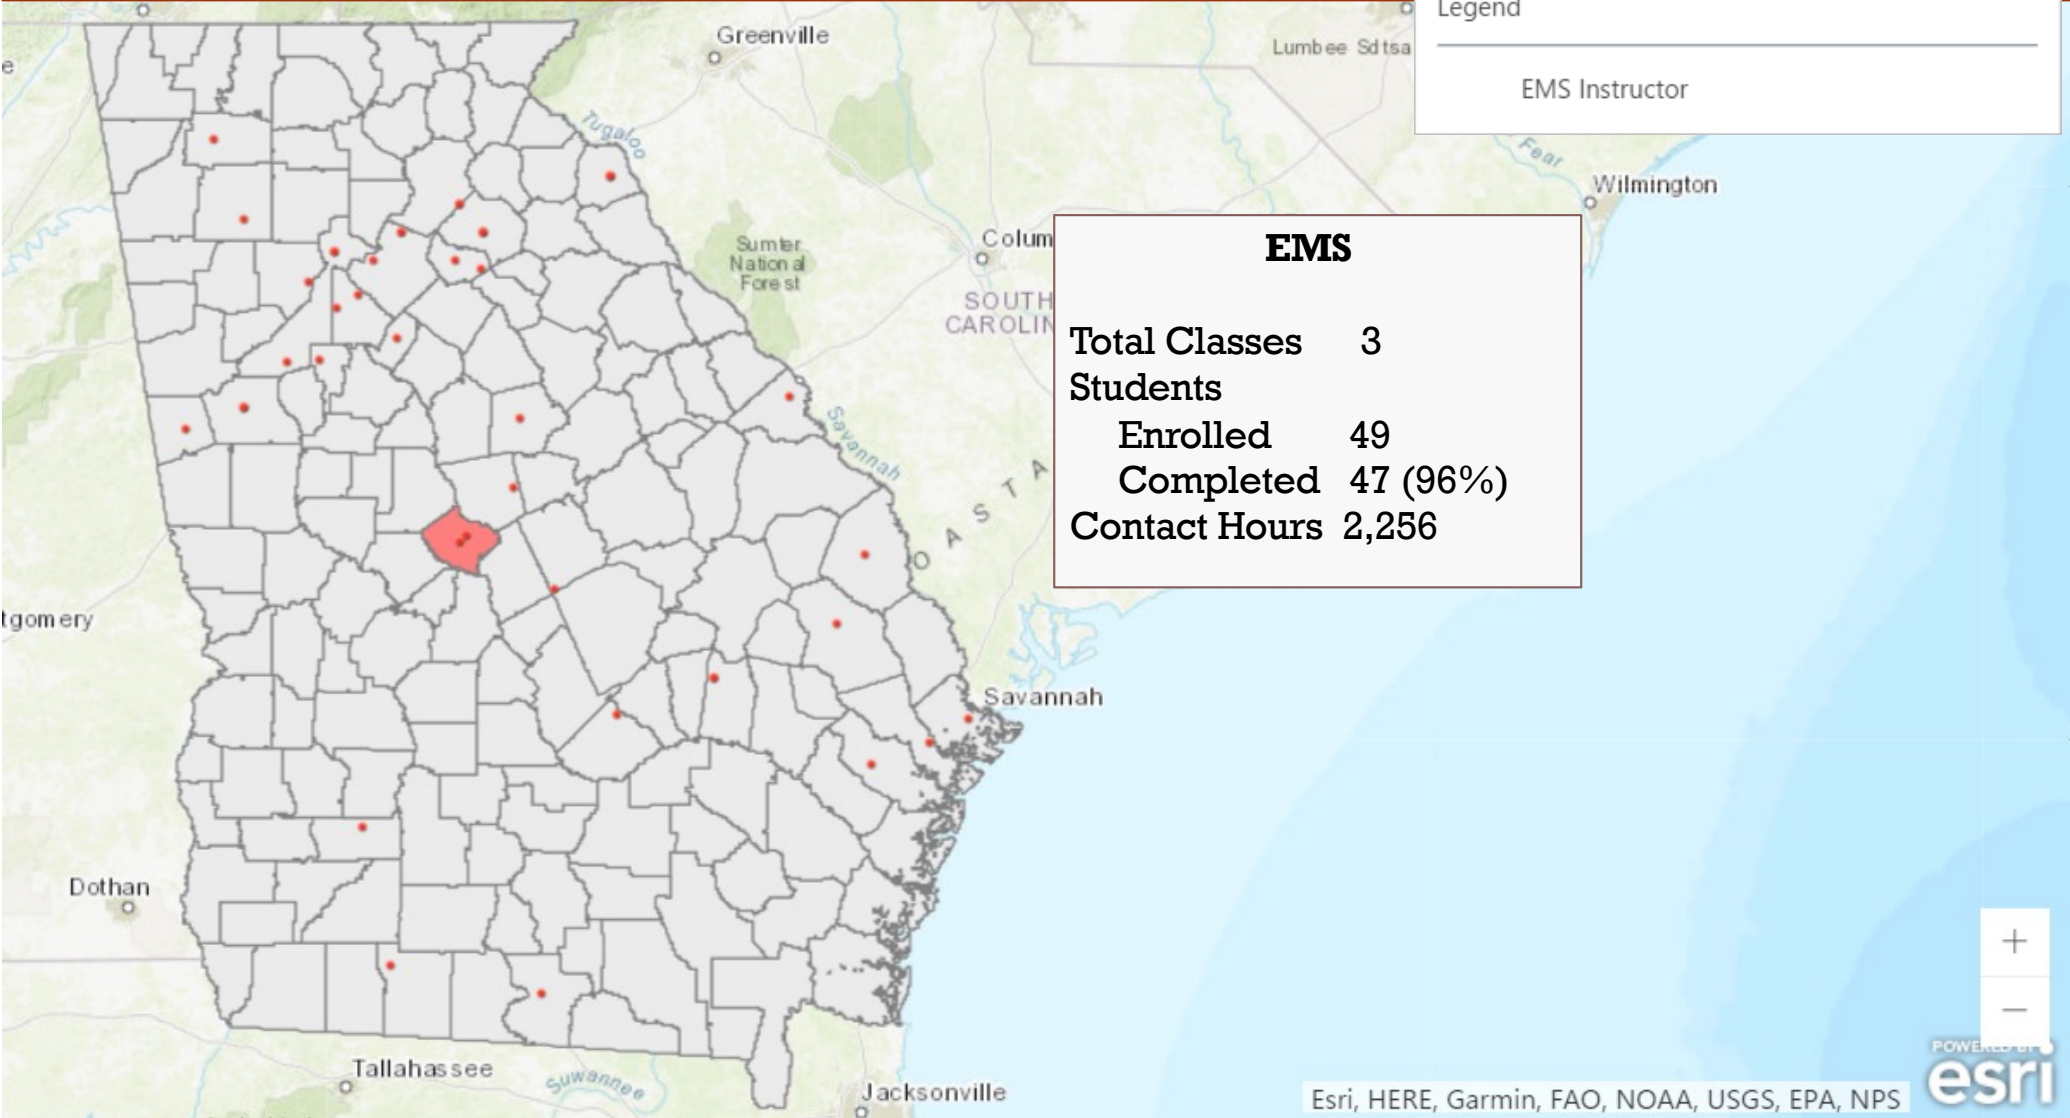 Legend
EMS Instructor
Greenville
Lumbee Sdtsa
Tugaloo
Fear
Wilmington
Sumter
National
Forest
Colum
SOUTH
CAROLIN
EMS
Total Classes 3
Students
Enrolled 49
Completed 47 (96%)
Contact Hours 2,256
Savannah
OASTA
tgomery
Savannah
Dothan
Tallahassee
Suwannee
Jacksonville
+
−
Esri, HERE, Garmin, FAO, NOAA, USGS, EPA, NPS
esri